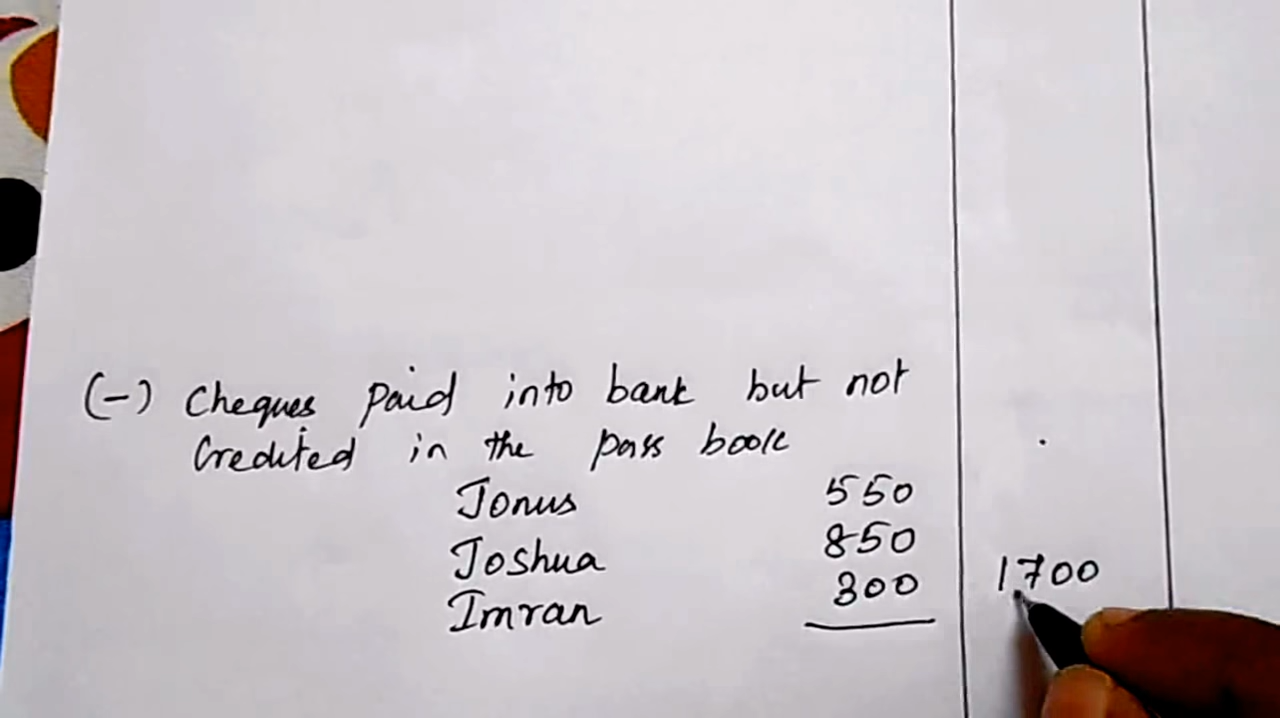 (-) Cheques paid into bank but not
Credited in the pass book
Jonus 550
Joshua 850
Imran 300 1700